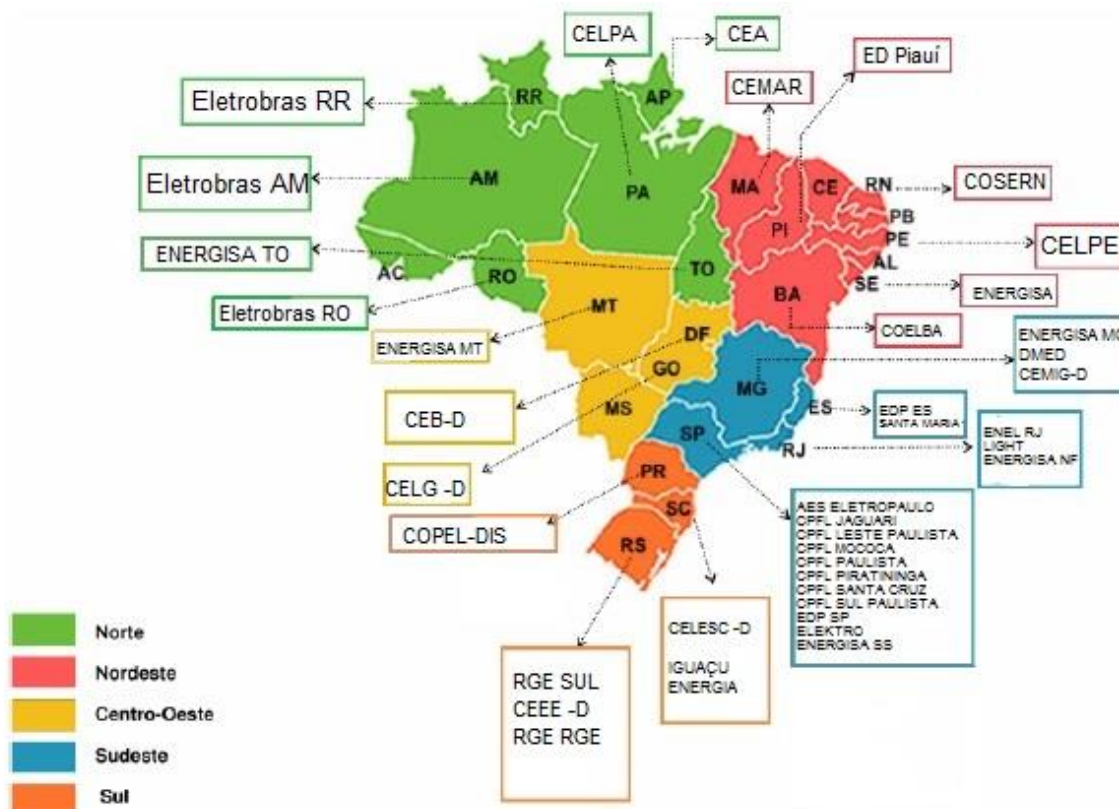 CELPA
CEA
ED Piauí
CEMAR
Eletrobras RR
RR
AP
Eletrobras AM
AM
PA
MA
CE
RN
COSERN
PI
PB
PE
CELPE
AL
SE
ENERGISA
ENERGISA TO
AC
RO
TO
BA
COELBA
Eletrobras RO
MT
ENERGISA MT
DF
GO
ENERGISA MG
DMED
CEMIG-D
MG
CEB-D
MS
ES
EDP ES
SANTA MARIA
SP
RJ
ENEL RJ
LIGHT
ENERGISA NF
CELG -D
PR
COPEL-DIS
SC
RS
AES ELETROPAULO
CPFL JAGUARI
CPFL LESTE PAULISTA
CPFL MOCOCA
CPFL PAULISTA
CPFL PIRATININGA
CPFL SANTA CRUZ
CPFL SUL PAULISTA
EDP SP
ELEKTRO
ENERGISA SS
CELESC -D
IGUAÇU
ENERGIA
RGE SUL
CEEE -D
RGE RGE
Norte
Nordeste
Centro-Oeste
Sudeste
Sul